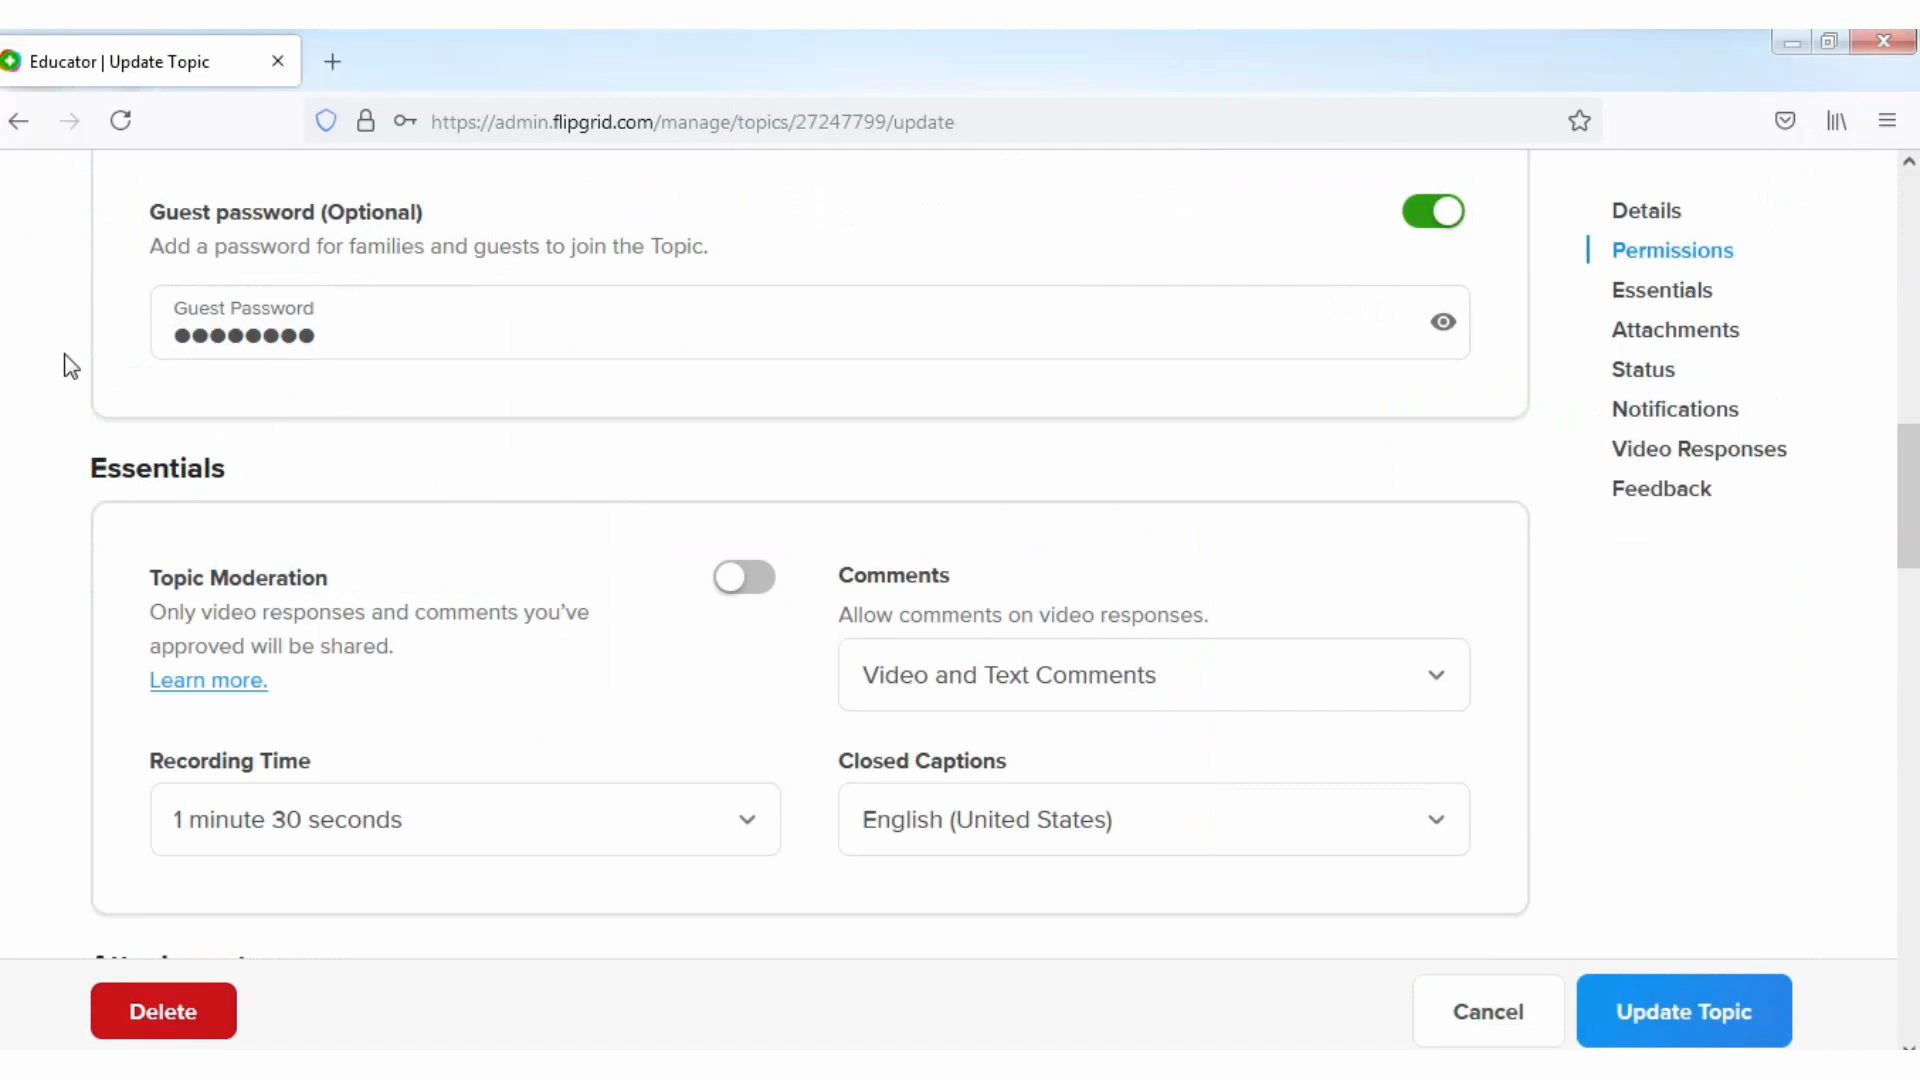 Educator | Update Topic
https://admin.flipgrid.com/manage/topics/27247799/update
Guest password (Optional)
Add a password for families and guests to join the Topic.
Guest Password
Essentials
Topic Moderation
Only video responses and comments you've
approved will be shared.
Learn more.
Comments
Allow comments on video responses.
Video and Text Comments
Recording Time
1 minute 30 seconds
Closed Captions
English (United States)
Details
Permissions
Essentials
Attachments
Status
Notifications
Video Responses
Feedback
Delete
Cancel
Update Topic